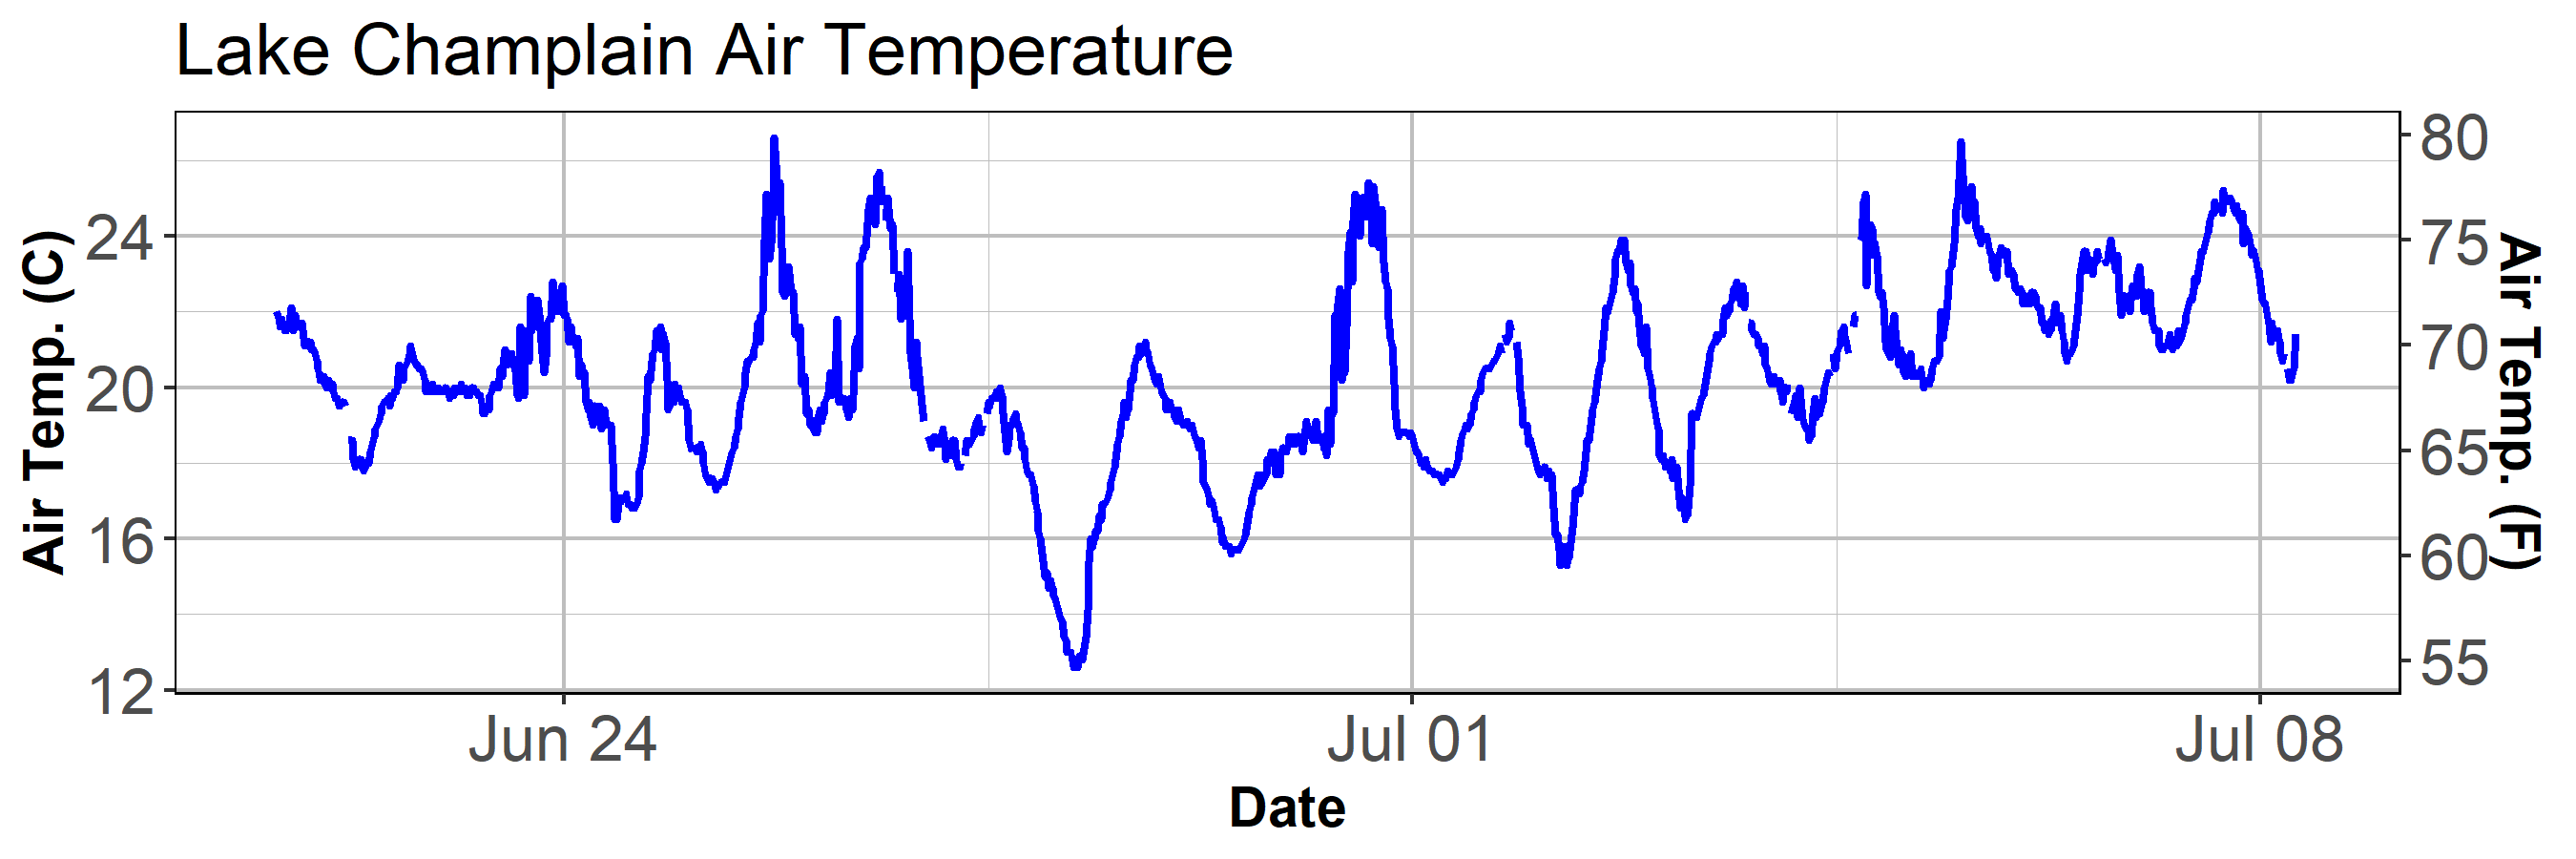 Lake Champlain Air Temperature
Air Temp. (C)
24
20
16
12
80
75
70
65
60
55
Air Temp. (F)
Jun 24
Jul 01
Jul 08
Date